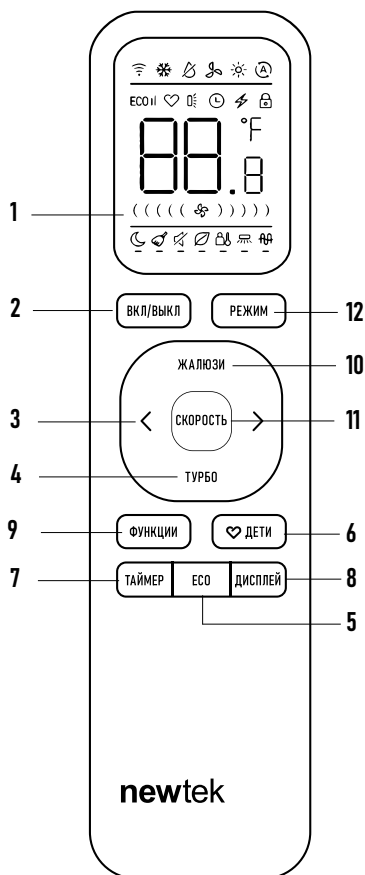 ECO
88.8 °F
1
2 ВКЛ/ВЫКЛ РЕЖИМ 12
ЖАЛЮЗИ 10
3 < СКОРОСТЬ > 11
4 ТУРБО
9 ФУНКЦИИ ДЕТИ 6
7 ТАЙМЕР ECO ДИСПЛЕЙ 8
5
newtek